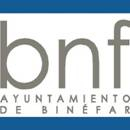 bnf
AYUNTAMIENTO
DE BINÉFAR